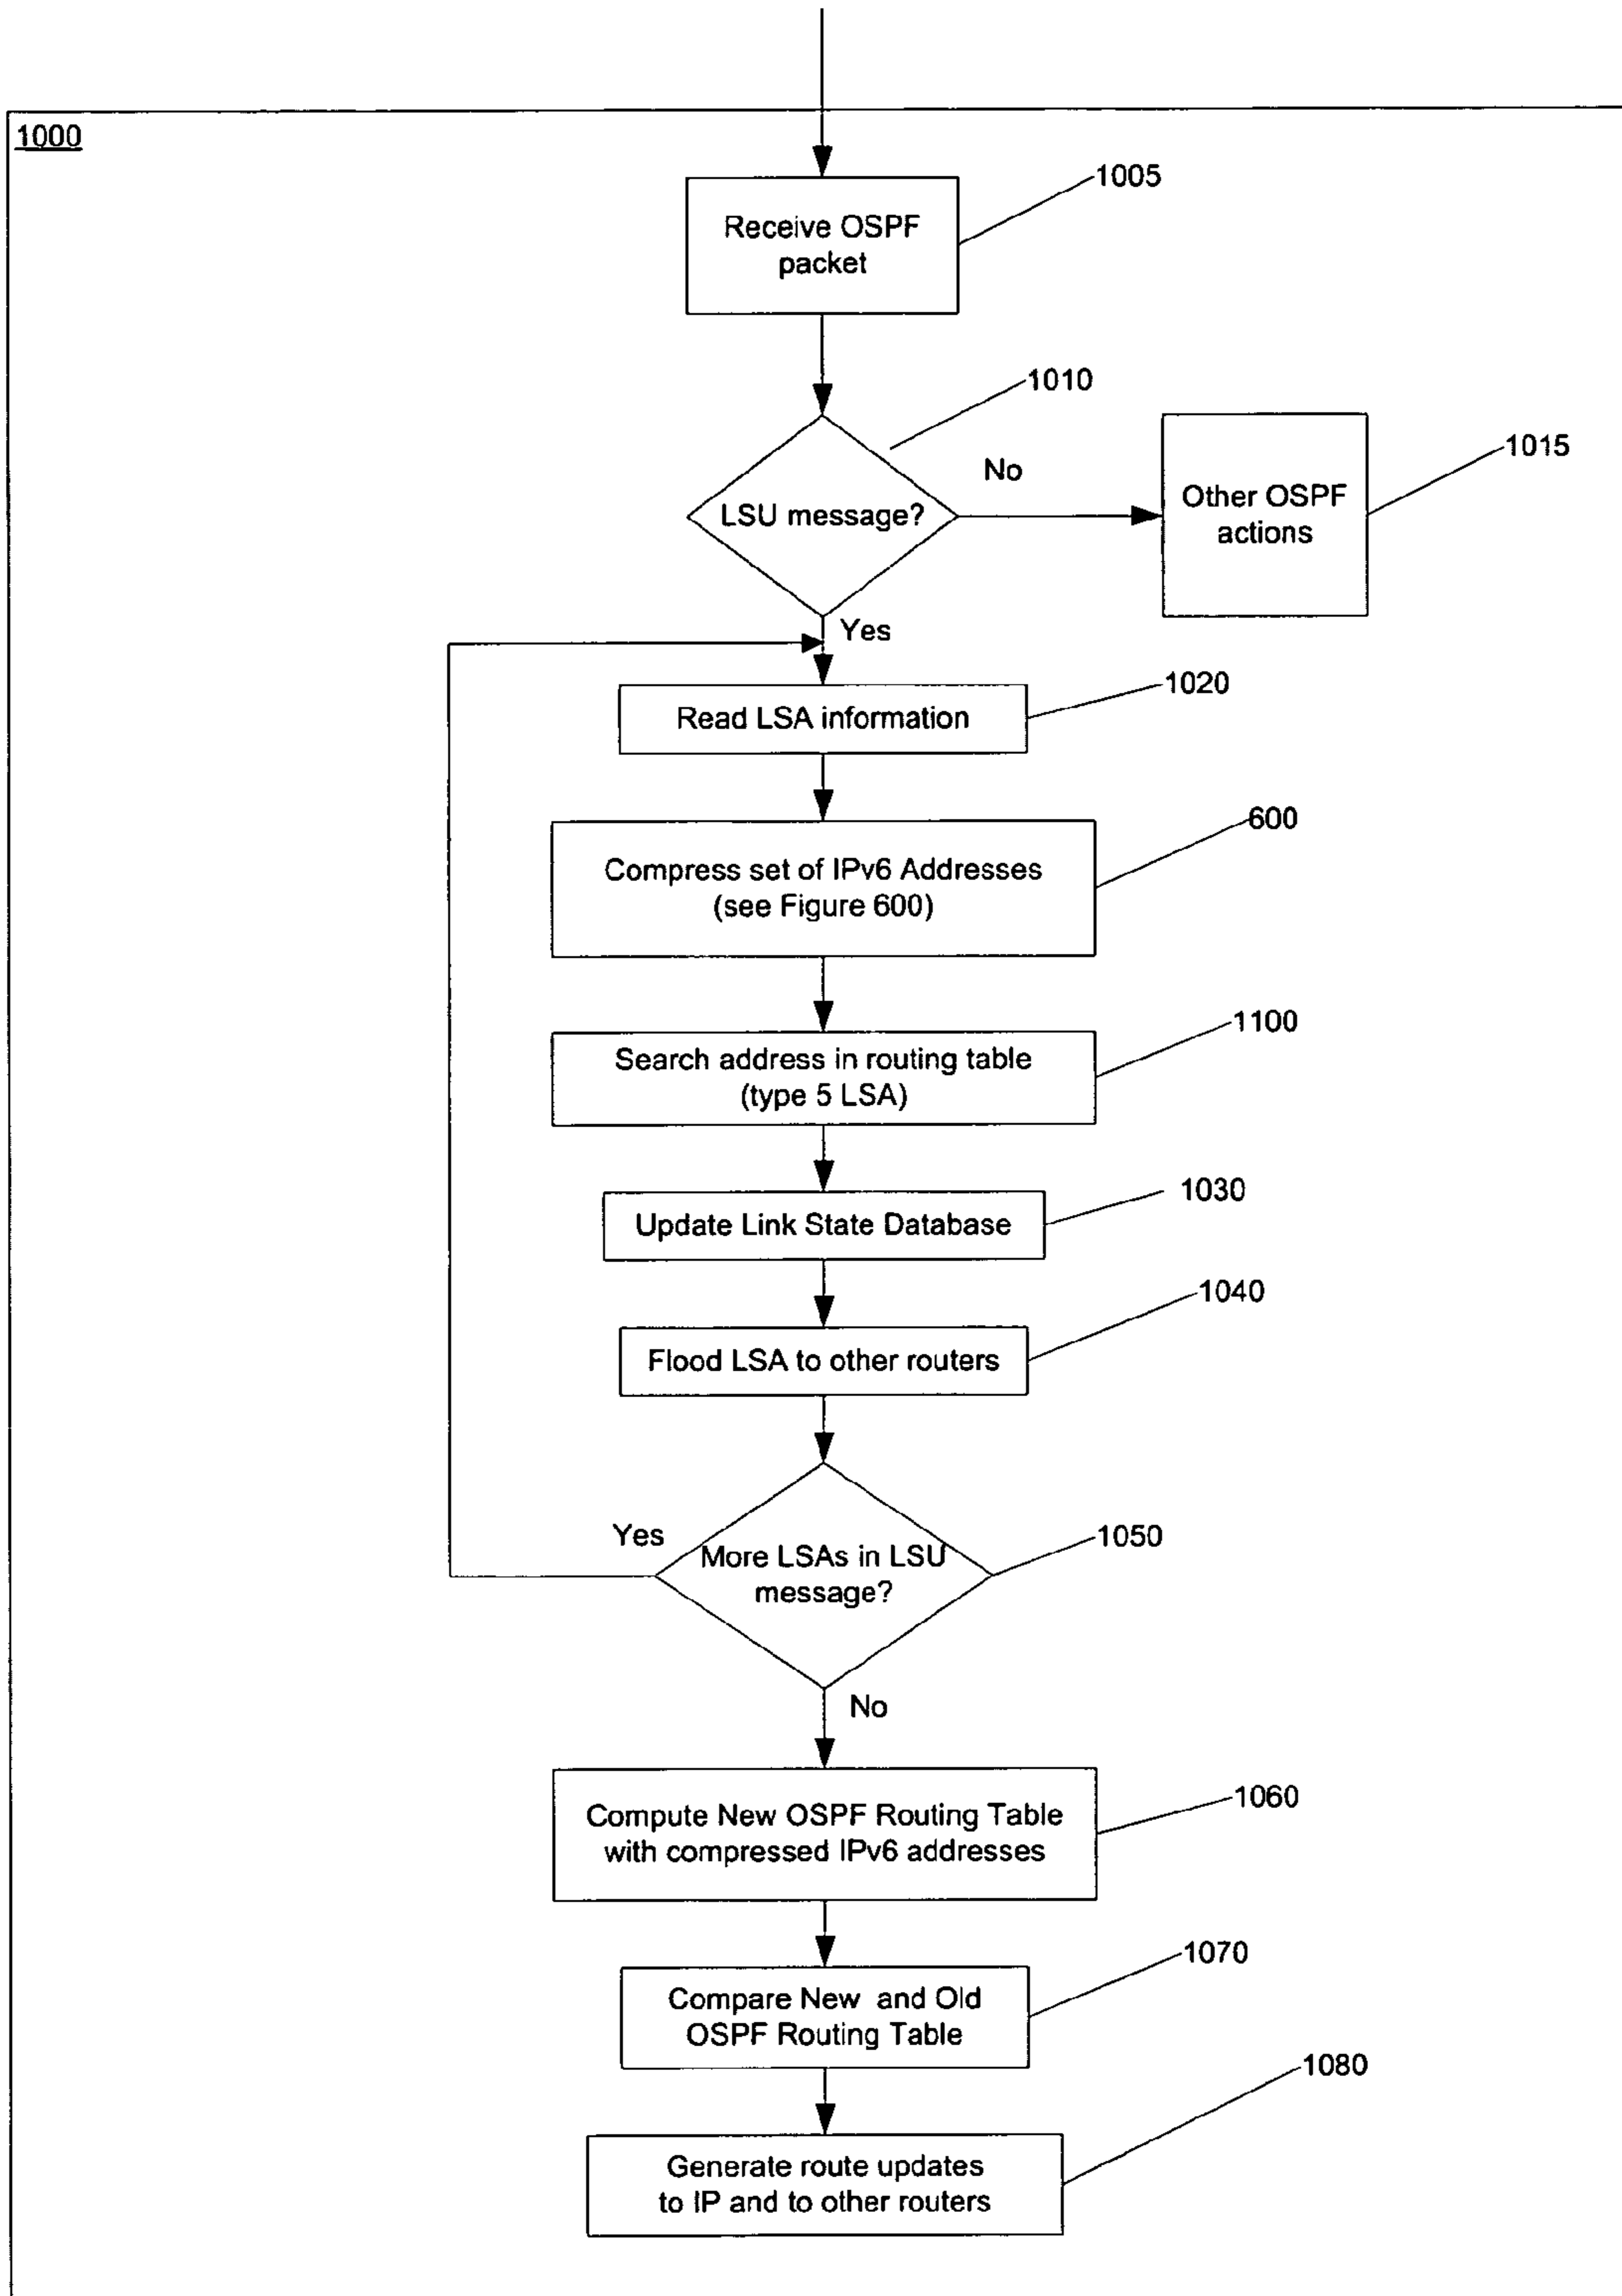 1000
1005
Receive OSPF
packet
1010
No
1015
LSU message?
Other OSPF
actions
Yes
1020
Read LSA information
600
Compress set of IPv6 Addresses
(see Figure 600)
1100
Search address in routing table
(type 5 LSA)
1030
Update Link State Database
1040
Flood LSA to other routers
Yes
1050
More LSAs in LSU
message?
No
1060
Compute New OSPF Routing Table
with compressed IPv6 addresses
1070
Compare New and Old
OSPF Routing Table
1080
Generate route updates
to IP and to other routers